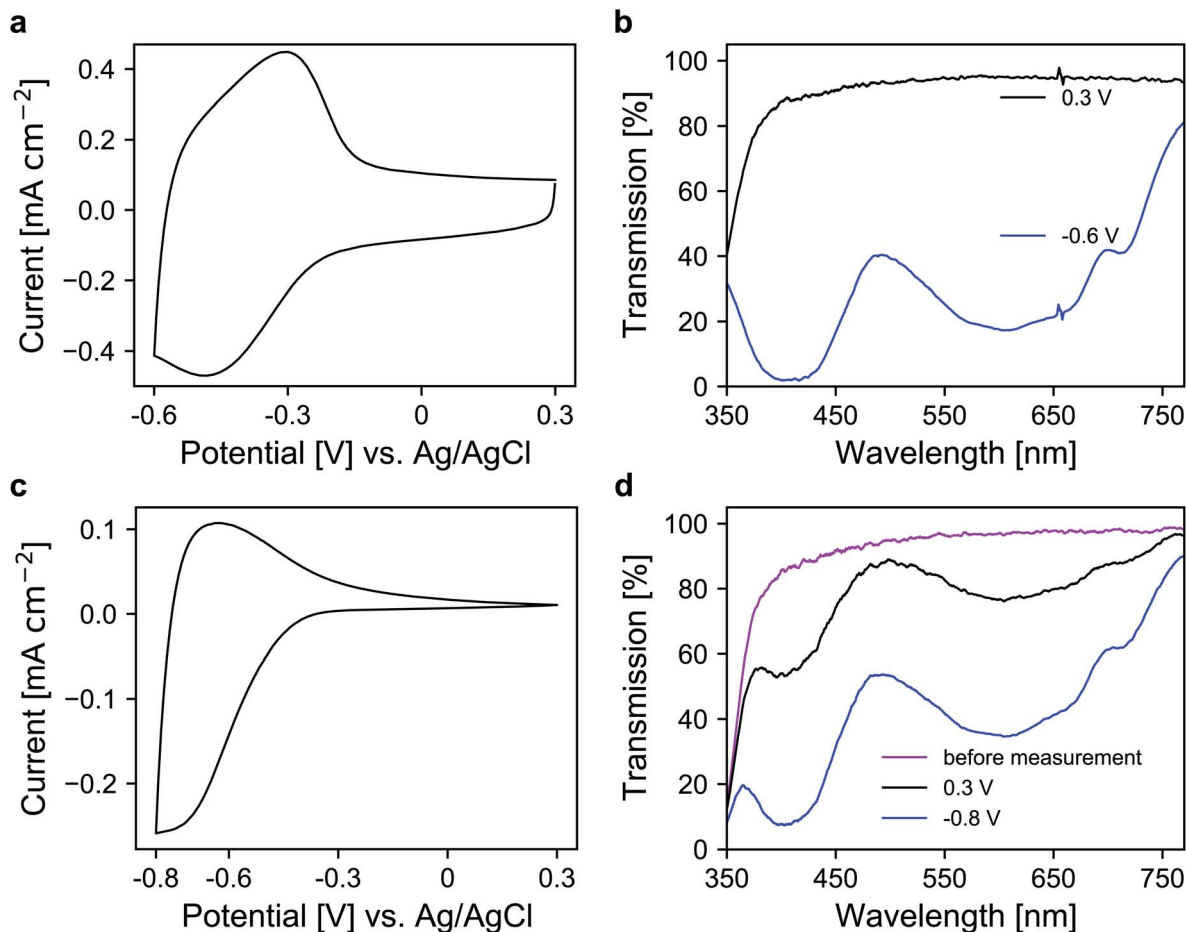 a
0.4
0.2
0.0
−0.2
−0.4
Current [mA cm⁻²]
-0.6
-0.3
0
0.3
Potential [V] vs. Ag/AgCl
b
100
80
60
40
20
0
Transmission [%]
0.3 V
-0.6 V
350
450
550
650
750
Wavelength [nm]
c
0.1
0.0
−0.1
−0.2
Current [mA cm⁻²]
-0.8
-0.6
-0.3
0
0.3
Potential [V] vs. Ag/AgCl
d
100
80
60
40
20
0
Transmission [%]
before measurement
0.3 V
-0.8 V
350
450
550
650
750
Wavelength [nm]